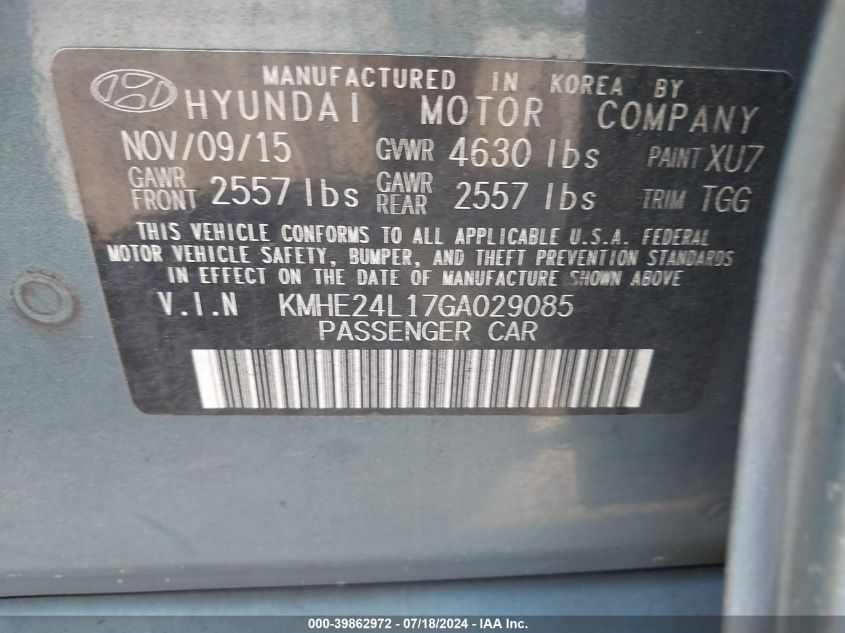 MANUFACTURED IN KOREA BY
HYUNDAI MOTOR COMPANY
NOV/09/15 GVWR 4630 lbs PAINT XU7
GAWR FRONT 2557 lbs GAWR REAR 2557 lbs TRIM TGG
THIS VEHICLE CONFORMS TO ALL APPLICABLE U.S.A. FEDERAL
MOTOR VEHICLE SAFETY, BUMPER, AND THEFT PREVENTION STANDARDS
IN EFFECT ON THE DATE OF MANUFACTURE SHOWN ABOVE
V.I.N KMHE24L17GA029085
PASSENGER CAR
000-39862972 - 07/18/2024 - IAA Inc.